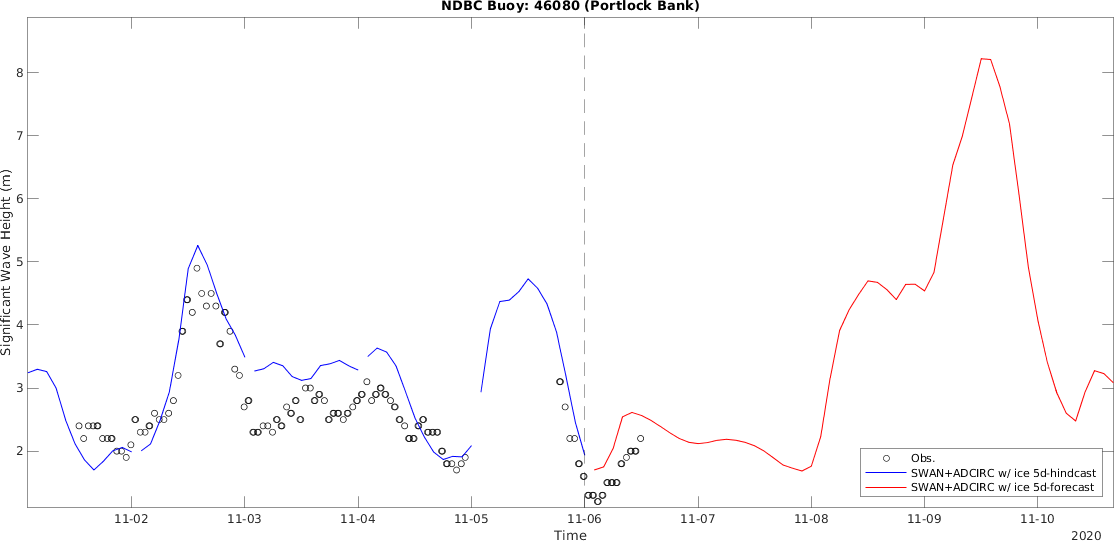 NDBC Buoy: 46080 (Portlock Bank)
8
7
6
5
4
3
2
Significant Wave Height (m)
Obs.
SWAN+ADCIRC w/ ice 5d-hindcast
SWAN+ADCIRC w/ ice 5d-forecast
11-02 11-03 11-04 11-05 11-06 11-07 11-08 11-09 11-10
Time
2020